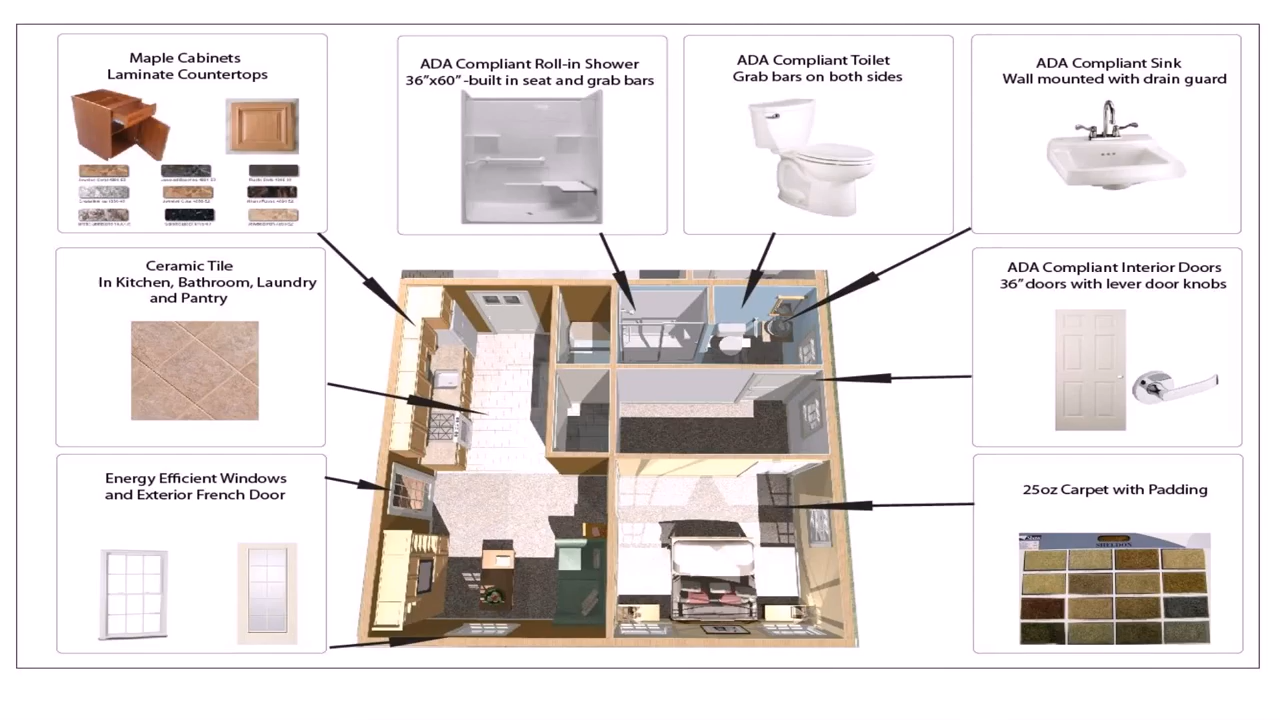 Maple Cabinets
Laminate Countertops
ADA Compliant Roll-in Shower
36”x60” -built in seat and grab bars
ADA Compliant Toilet
Grab bars on both sides
ADA Compliant Sink
Wall mounted with drain guard
Ceramic Tile
In Kitchen, Bathroom, Laundry
and Pantry
ADA Compliant Interior Doors
36” doors with lever door knobs
Energy Efficient Windows
and Exterior French Door
25oz Carpet with Padding
SHELDON